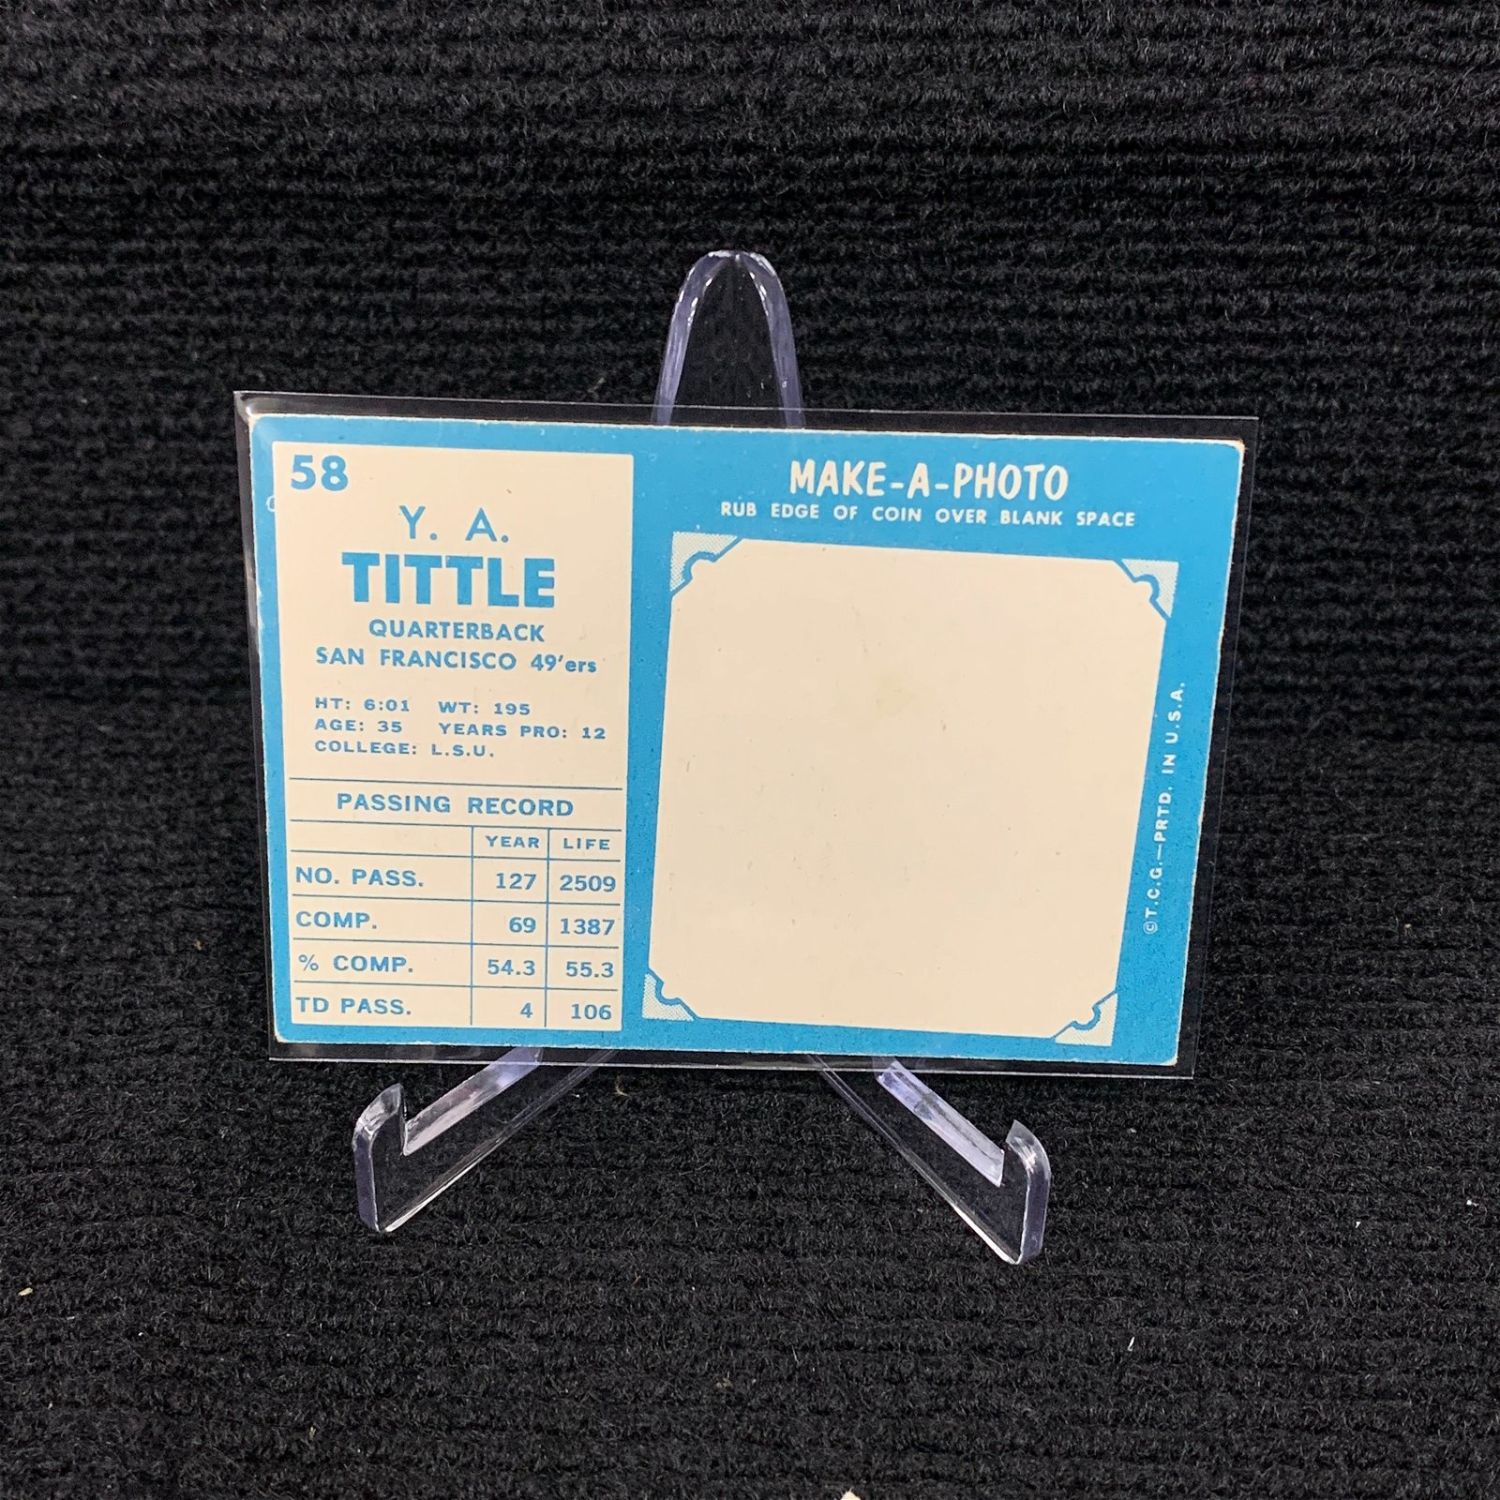 58
Y. A.
TITTLE
QUARTERBACK
SAN FRANCISCO 49'ers
HT: 6:01 WT: 195
AGE: 35 YEARS PRO: 12
COLLEGE: L.S.U.
PASSING RECORD
YEAR LIFE
NO. PASS. 127 2509
COMP. 69 1387
% COMP. 54.3 55.3
TD PASS. 4 106
MAKE-A-PHOTO
RUB EDGE OF COIN OVER BLANK SPACE
©T.C.G.—PRTD. IN U.S.A.